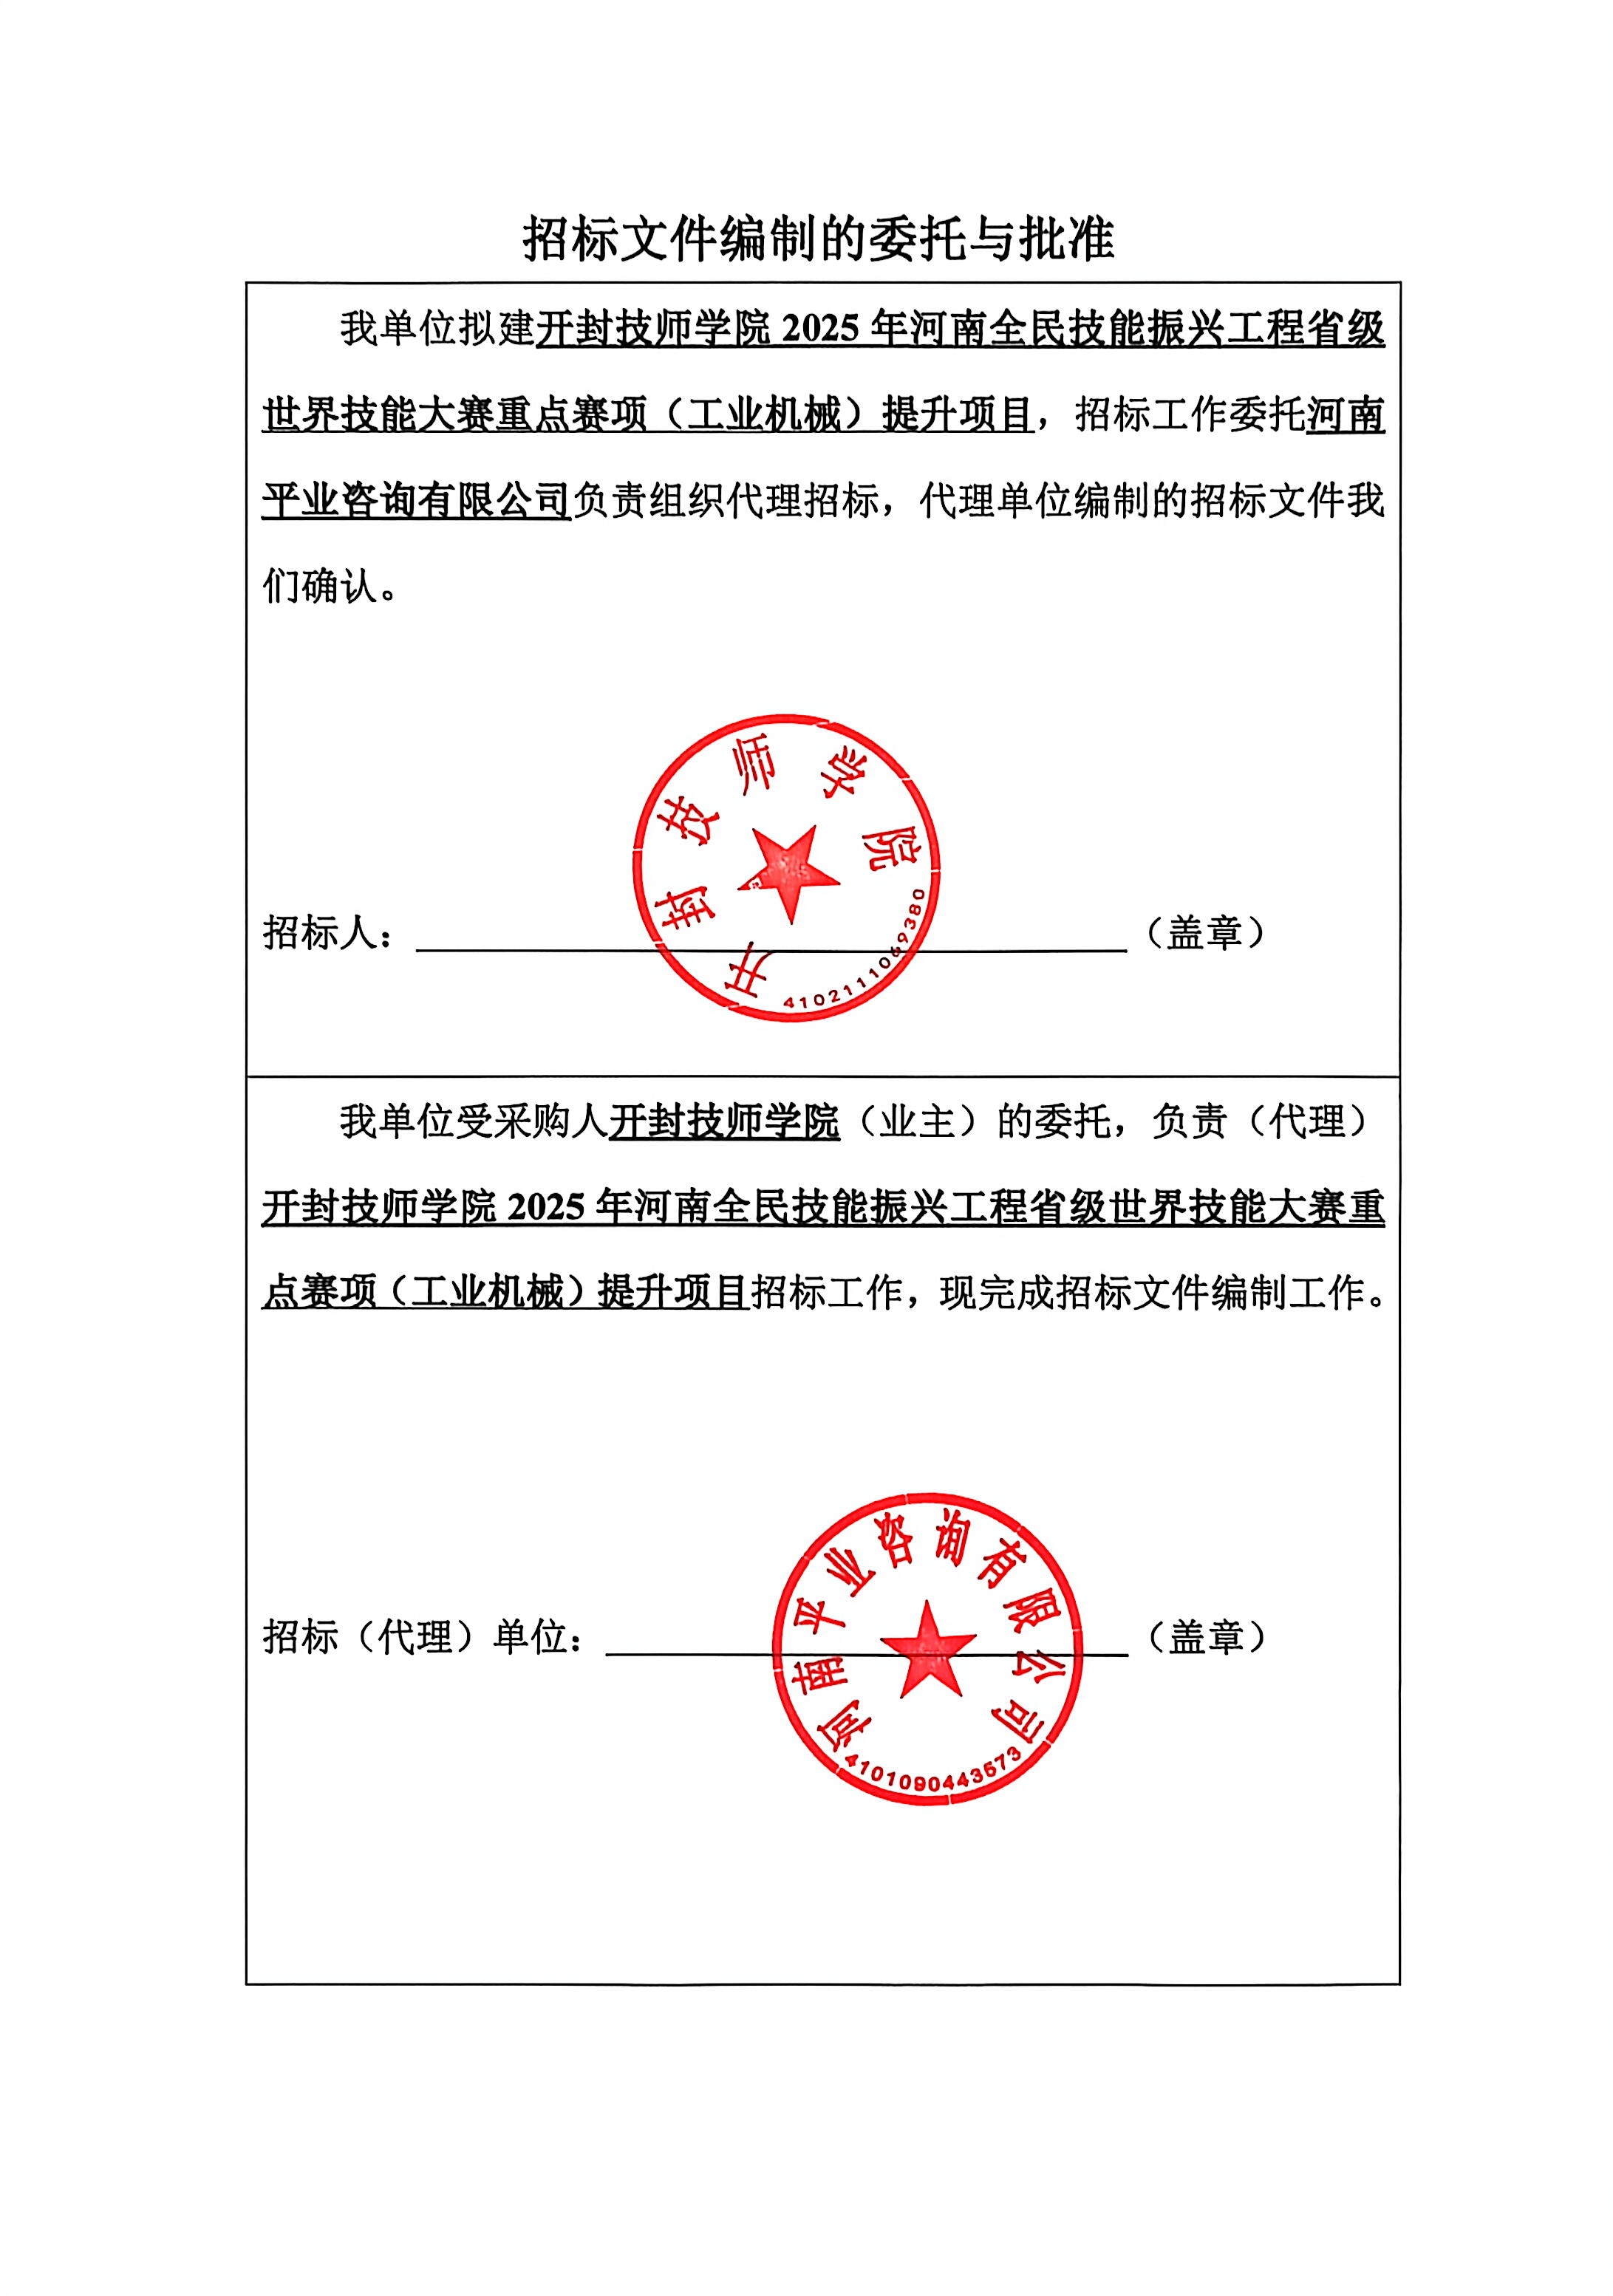 招标文件编制的委托与批准
我单位拟建开封技师学院 2025 年河南全民技能振兴工程省级
世界技能大赛重点赛项（工业机械）提升项目，招标工作委托河南
平业咨询有限公司负责组织代理招标，代理单位编制的招标文件我
们确认。
开封技师学院
4102111069380
招标人：（盖章）
我单位受采购人开封技师学院（业主）的委托，负责（代理）
开封技师学院 2025 年河南全民技能振兴工程省级世界技能大赛重
点赛项（工业机械）提升项目招标工作，现完成招标文件编制工作。
河南平业咨询有限公司
招标（代理）单位：（盖章）
4101090443573